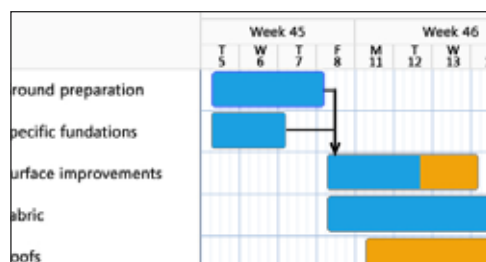 Week 45 Week 46
T W T F M T W
5 6 7 8 11 12 13
round preparation
pecific fundations
urface improvements
abric
oofs